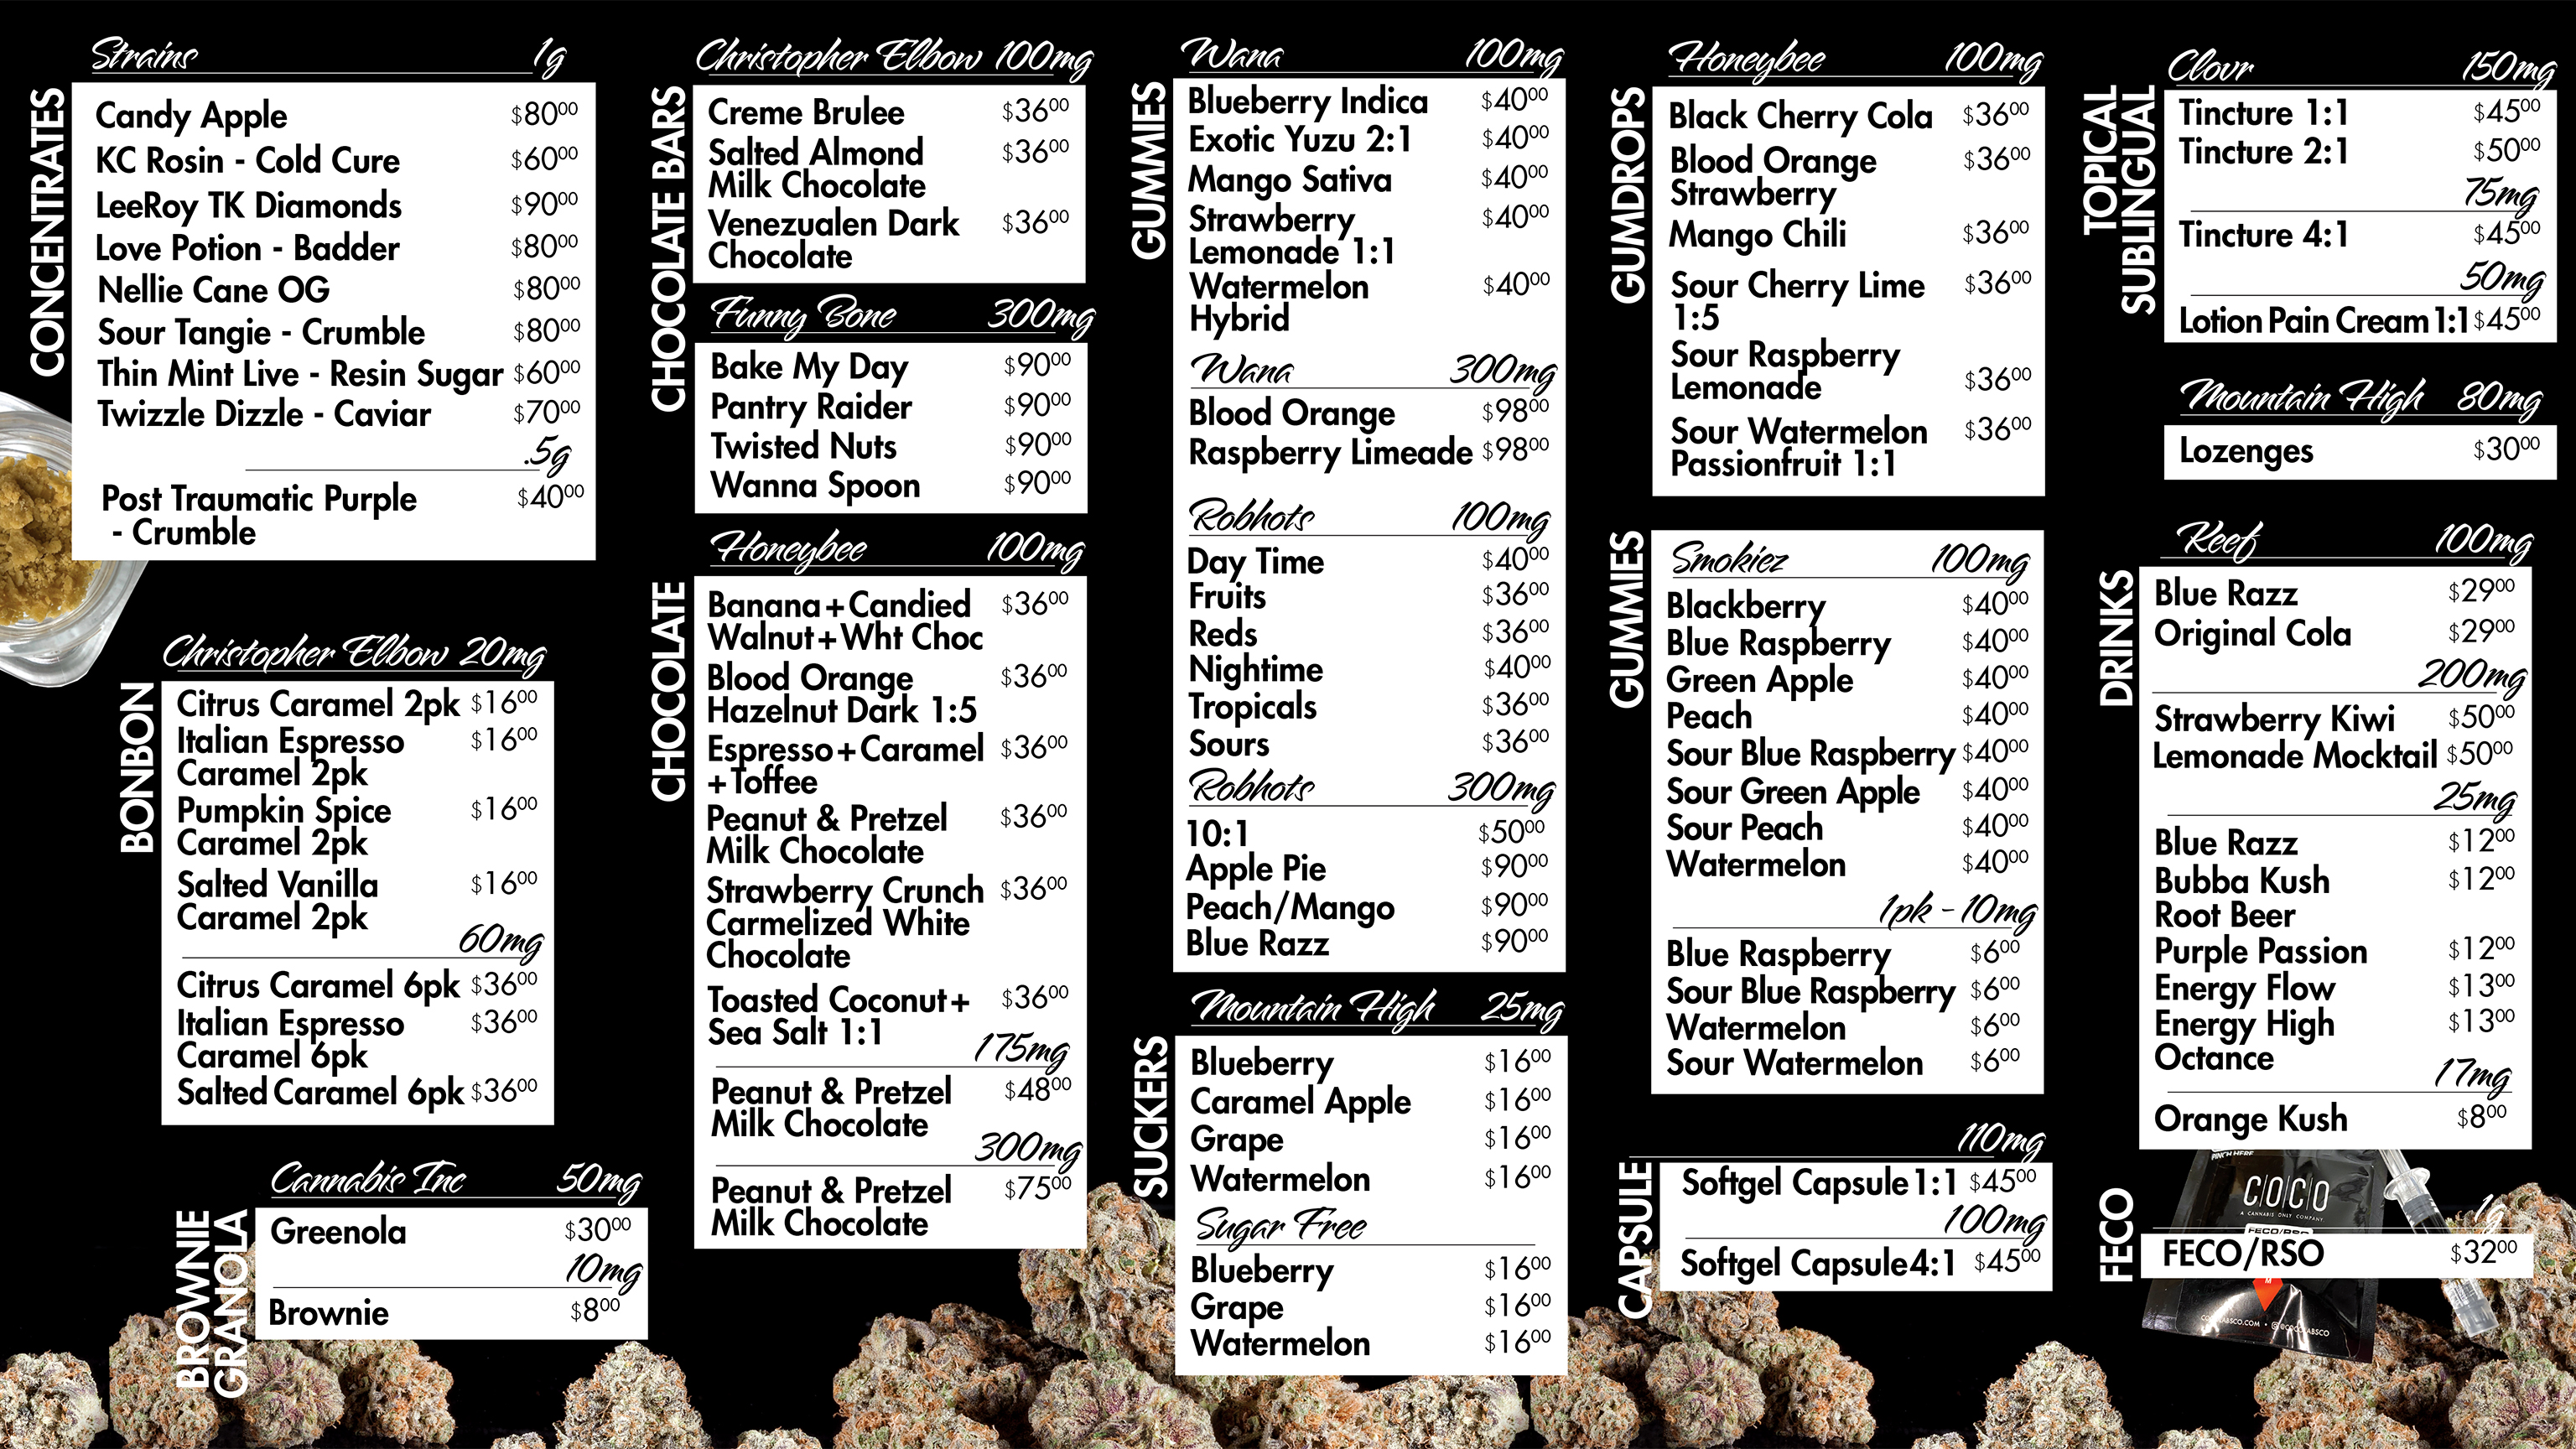 CONCENTRATES
Strains 1g
Candy Apple $80⁰⁰
KC Rosin - Cold Cure $60⁰⁰
LeeRoy TK Diamonds $90⁰⁰
Love Potion - Badder $80⁰⁰
Nellie Cane OG $80⁰⁰
Sour Tangie - Crumble $80⁰⁰
Thin Mint Live - Resin Sugar $60⁰⁰
Twizzle Dizzle - Caviar $70⁰⁰
.5g
Post Traumatic Purple $40⁰⁰
- Crumble
BONBON
Christopher Elbow 20mg
Citrus Caramel 2pk $16⁰⁰
Italian Espresso $16⁰⁰
Caramel 2pk
Pumpkin Spice $16⁰⁰
Caramel 2pk
Salted Vanilla $16⁰⁰
Caramel 2pk
60mg
Citrus Caramel 6pk $36⁰⁰
Italian Espresso $36⁰⁰
Caramel 6pk
Salted Caramel 6pk $36⁰⁰
BROWNIE
GRANOLA
Cannabis Inc 50mg
Greenola $30⁰⁰
10mg
Brownie $8⁰⁰
CHOCOLATE BARS
Christopher Elbow 100mg
Creme Brulee $36⁰⁰
Salted Almond $36⁰⁰
Milk Chocolate
Venezualen Dark $36⁰⁰
Chocolate
Funny Bone 300mg
Bake My Day $90⁰⁰
Pantry Raider $90⁰⁰
Twisted Nuts $90⁰⁰
Wanna Spoon $90⁰⁰
CHOCOLATE
Honeybee 100mg
Banana+Candied $36⁰⁰
Walnut+Wht Choc
Blood Orange $36⁰⁰
Hazelnut Dark 1:5
Espresso+Caramel $36⁰⁰
+Toffee
Peanut & Pretzel $36⁰⁰
Milk Chocolate
Strawberry Crunch $36⁰⁰
Carmelized White
Chocolate
Toasted Coconut+ $36⁰⁰
Sea Salt 1:1
175mg
Peanut & Pretzel $48⁰⁰
Milk Chocolate
300mg
Peanut & Pretzel $75⁰⁰
Milk Chocolate
GUMMIES
Wana 100mg
Blueberry Indica $40⁰⁰
Exotic Yuzu 2:1 $40⁰⁰
Mango Sativa $40⁰⁰
Strawberry $40⁰⁰
Lemonade 1:1
Watermelon $40⁰⁰
Hybrid
Wana 300mg
Blood Orange $98⁰⁰
Raspberry Limeade $98⁰⁰
Robhots 100mg
Day Time $40⁰⁰
Fruits $36⁰⁰
Reds $36⁰⁰
Nightime $40⁰⁰
Tropicals $36⁰⁰
Sours $36⁰⁰
Robhots 300mg
10:1 $50⁰⁰
Apple Pie $90⁰⁰
Peach/Mango $90⁰⁰
Blue Razz $90⁰⁰
SUCKERS
Mountain High 25mg
Blueberry $16⁰⁰
Caramel Apple $16⁰⁰
Grape $16⁰⁰
Watermelon $16⁰⁰
Sugar Free
Blueberry $16⁰⁰
Grape $16⁰⁰
Watermelon $16⁰⁰
GUMDROPS
Honeybee 100mg
Black Cherry Cola $36⁰⁰
Blood Orange $36⁰⁰
Strawberry
Mango Chili $36⁰⁰
Sour Cherry Lime $36⁰⁰
1:5
Sour Raspberry
Lemonade $36⁰⁰
Sour Watermelon $36⁰⁰
Passionfruit 1:1
GUMMIES
Smokiez 100mg
Blackberry $40⁰⁰
Blue Raspberry $40⁰⁰
Green Apple $40⁰⁰
Peach $40⁰⁰
Sour Blue Raspberry $40⁰⁰
Sour Green Apple $40⁰⁰
Sour Peach $40⁰⁰
Watermelon $40⁰⁰
1pk - 10mg
Blue Raspberry $6⁰⁰
Sour Blue Raspberry $6⁰⁰
Watermelon $6⁰⁰
Sour Watermelon $6⁰⁰
CAPSULE
110mg
Softgel Capsule 1:1 $45⁰⁰
100mg
Softgel Capsule 4:1 $45⁰⁰
TOPICAL
SUBLINGUAL
Clovr 150mg
Tincture 1:1 $45⁰⁰
Tincture 2:1 $50⁰⁰
75mg
Tincture 4:1 $45⁰⁰
50mg
Lotion Pain Cream 1:1 $45⁰⁰
Mountain High 80mg
Lozenges $30⁰⁰
DRINKS
Keef 100mg
Blue Razz $29⁰⁰
Original Cola $29⁰⁰
200mg
Strawberry Kiwi $50⁰⁰
Lemonade Mocktail $50⁰⁰
25mg
Blue Razz $12⁰⁰
Bubba Kush $12⁰⁰
Root Beer
Purple Passion $12⁰⁰
Energy Flow $13⁰⁰
Energy High $13⁰⁰
Octance
17mg
Orange Kush $8⁰⁰
PINCH HERE
COCO
A CANNABIS ONLY COMPANY
FECO
1g
FECO/RSO
FECO/RSO $32⁰⁰